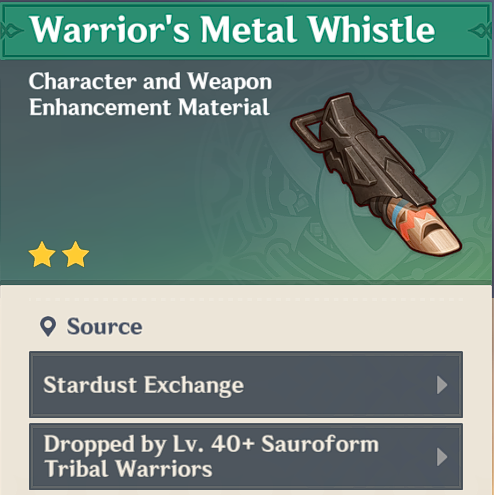 Warrior's Metal Whistle
Character and Weapon
Enhancement Material
Source
Stardust Exchange
Dropped by Lv. 40+ Sauroform
Tribal Warriors